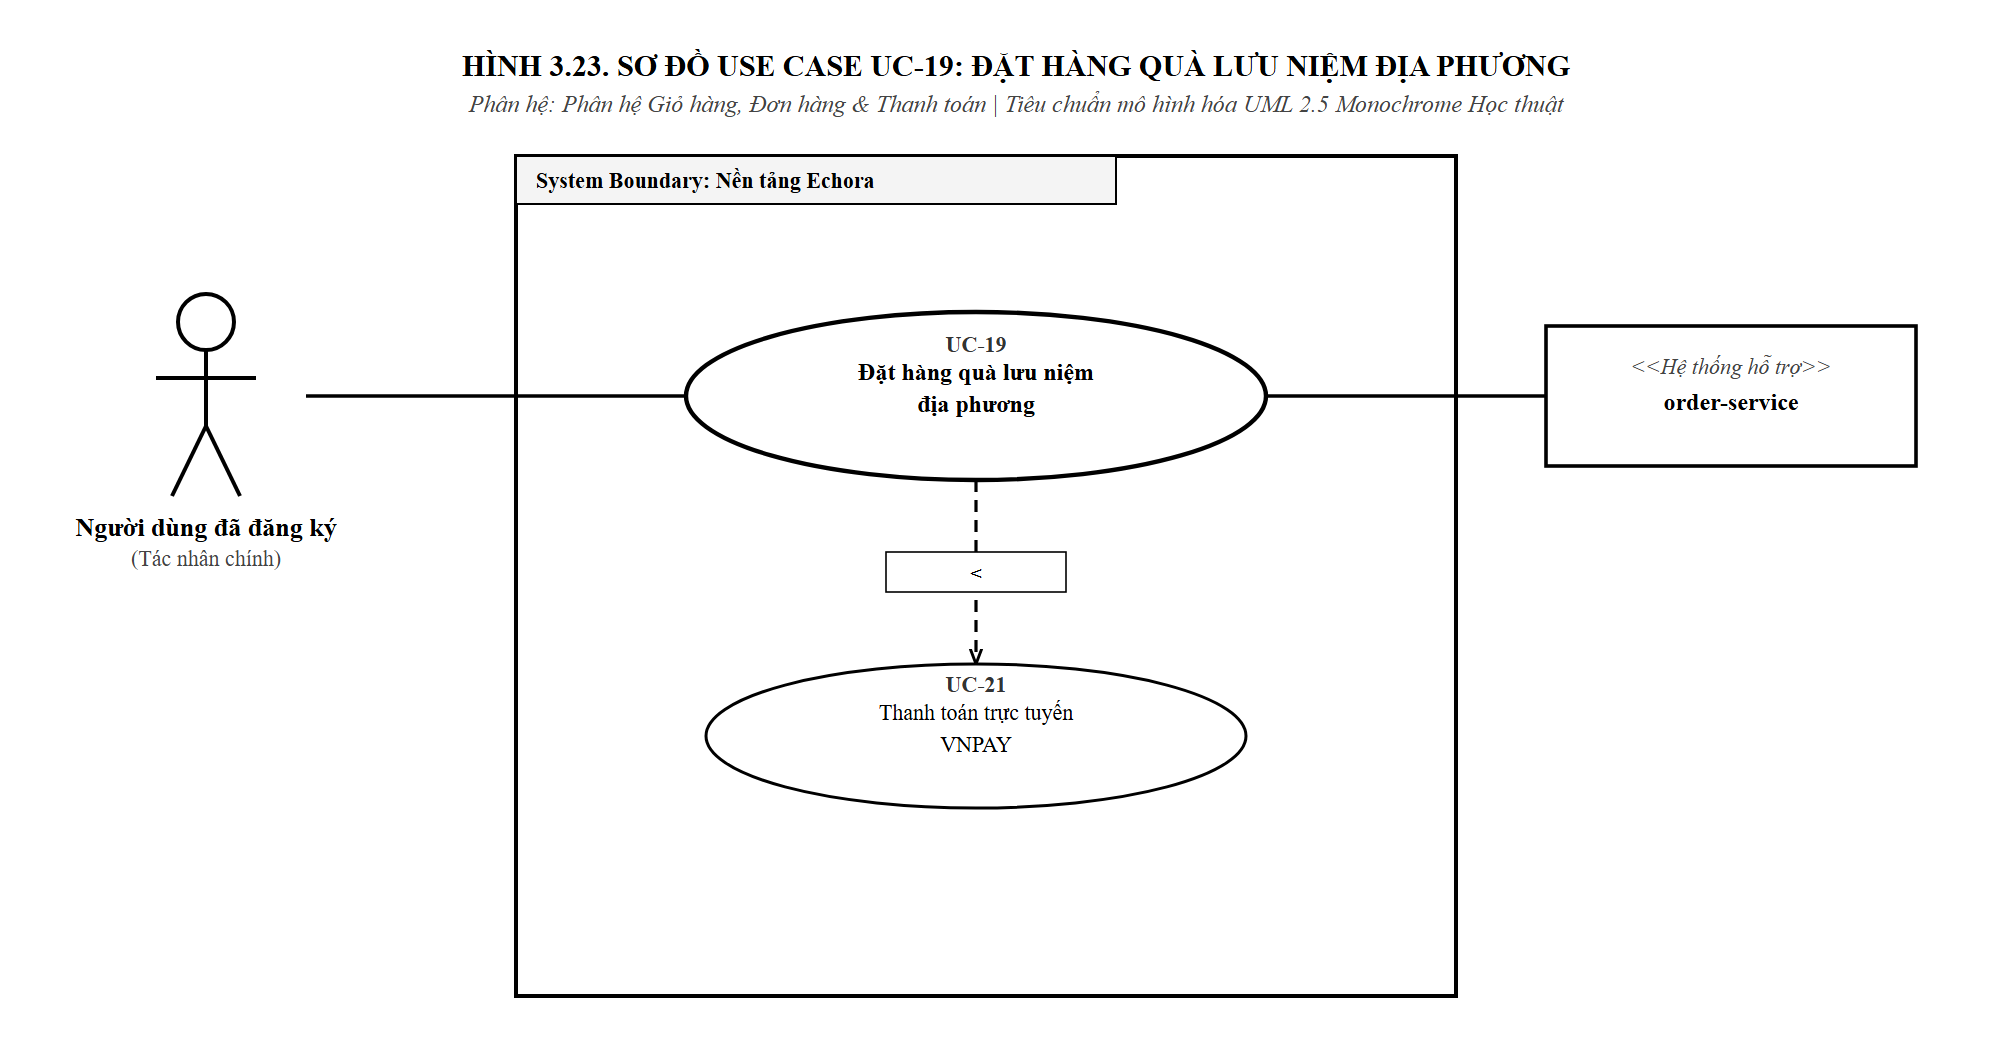 HÌNH 3.23. SƠ ĐỒ USE CASE UC-19: ĐẶT HÀNG QUÀ LƯU NIỆM ĐỊA PHƯƠNG
Phân hệ: Phân hệ Giỏ hàng, Đơn hàng & Thanh toán | Tiêu chuẩn mô hình hóa UML 2.5 Monochrome Học thuật
System Boundary: Nền tảng Echora
UC-19
Đặt hàng quà lưu niệm
địa phương
<<Hệ thống hỗ trợ>>
order-service
Người dùng đã đăng ký
(Tác nhân chính)
<
UC-21
Thanh toán trực tuyến
VNPAY